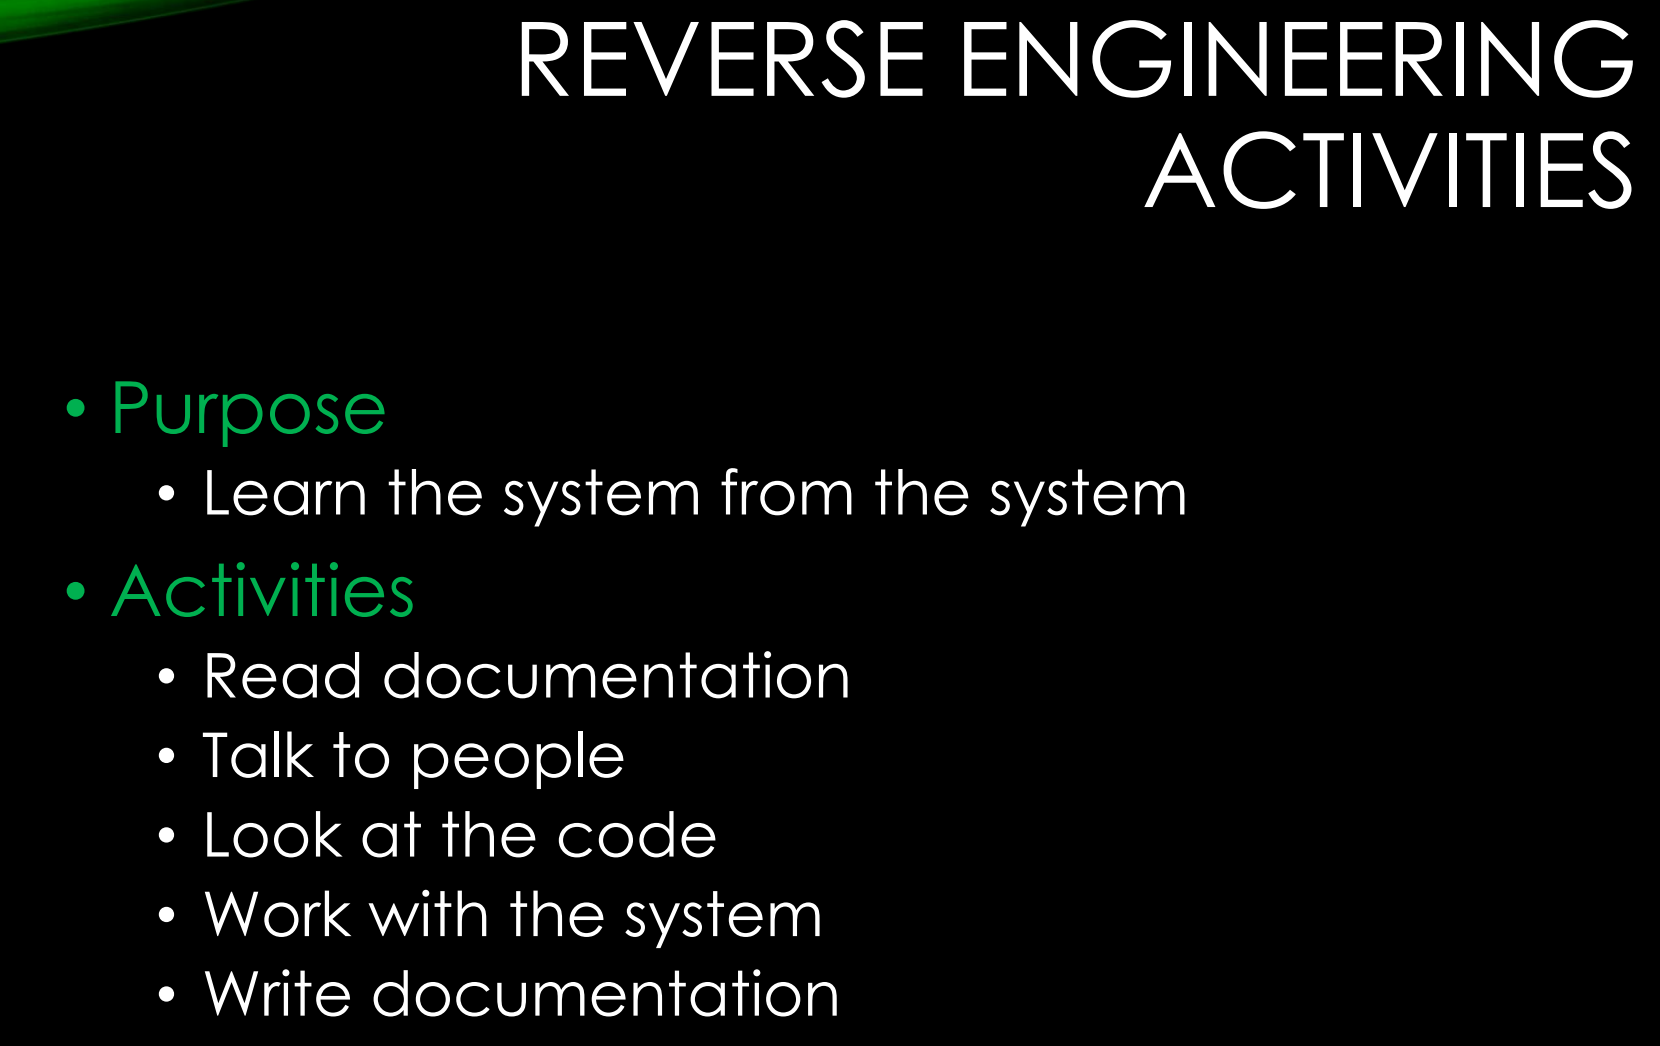 REVERSE ENGINEERING
ACTIVITIES
• Purpose
• Learn the system from the system
• Activities
• Read documentation
• Talk to people
• Look at the code
• Work with the system
• Write documentation